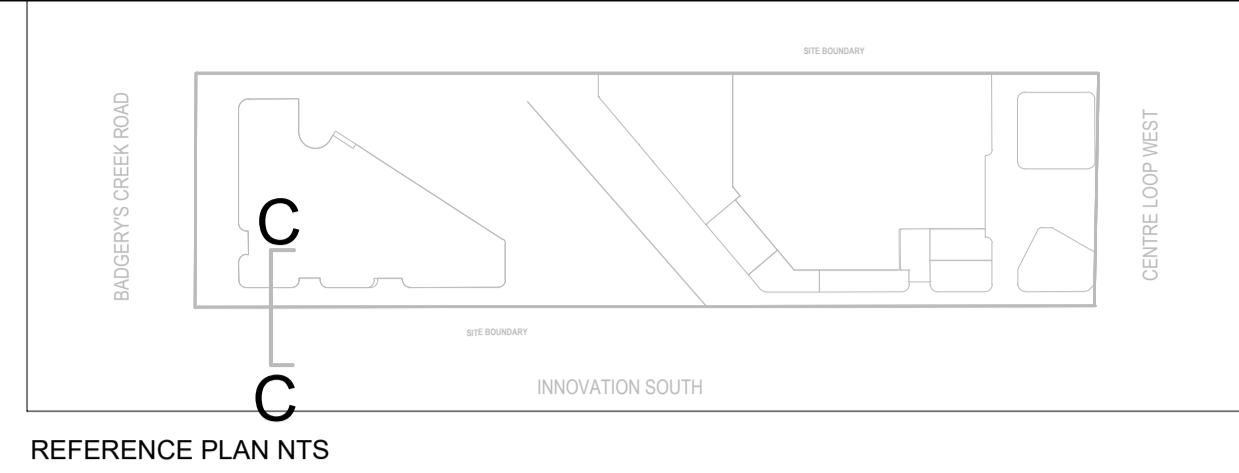 SITE BOUNDARY
BADGERY'S CREEK ROAD
CENTRE LOOP WEST
C
SITE BOUNDARY
INNOVATION SOUTH
C
REFERENCE PLAN NTS